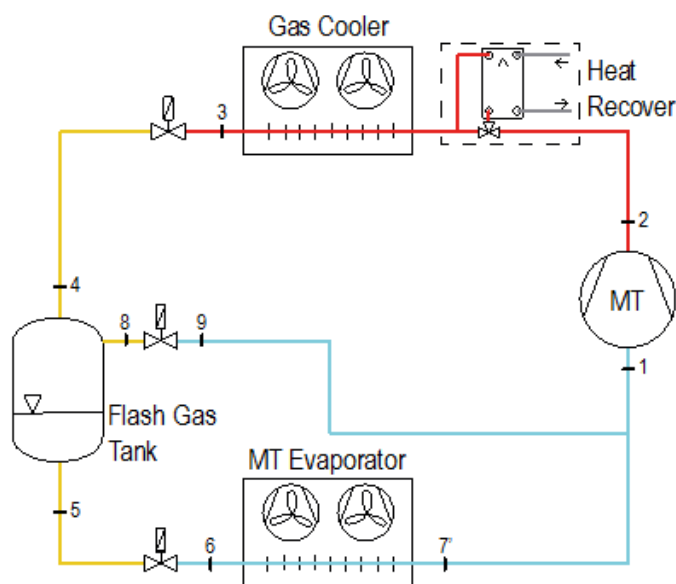 Gas Cooler
Heat
Recover
3
2
4
MT
8
9
1
Flash Gas
Tank
MT Evaporator
5
6
7'